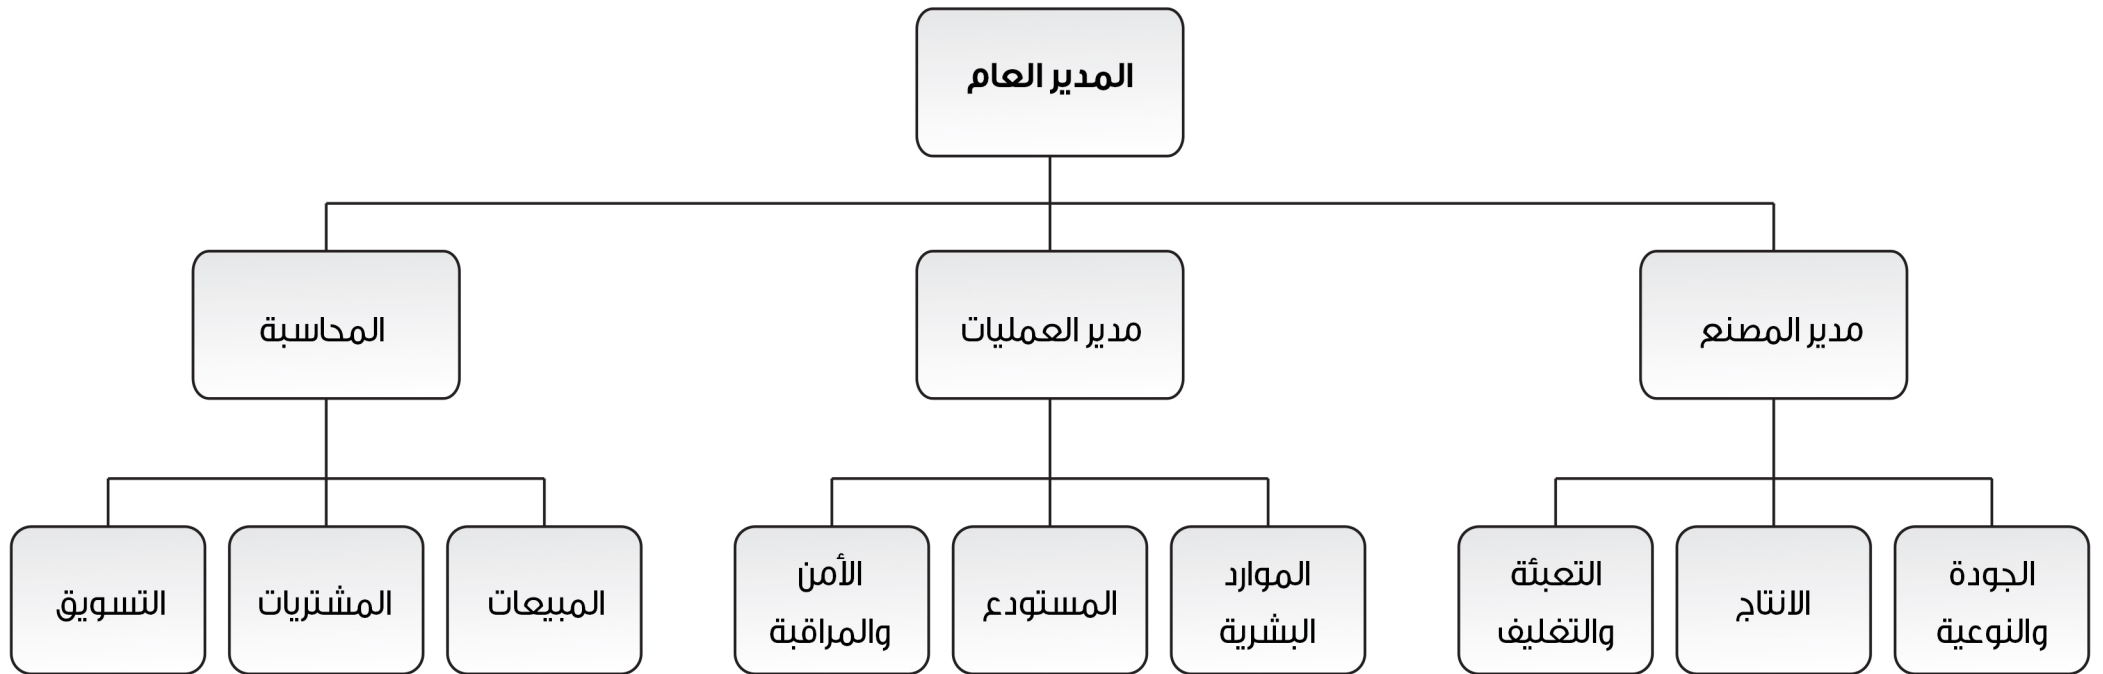 المدير العام
مدير المصنع
مدير العمليات
المحاسبة
الجودة
والنوعية
الانتاج
التعبئة
والتغليف
الموارد
البشرية
المستودع
الأمن
والمراقبة
المبيعات
المشتريات
التسويق